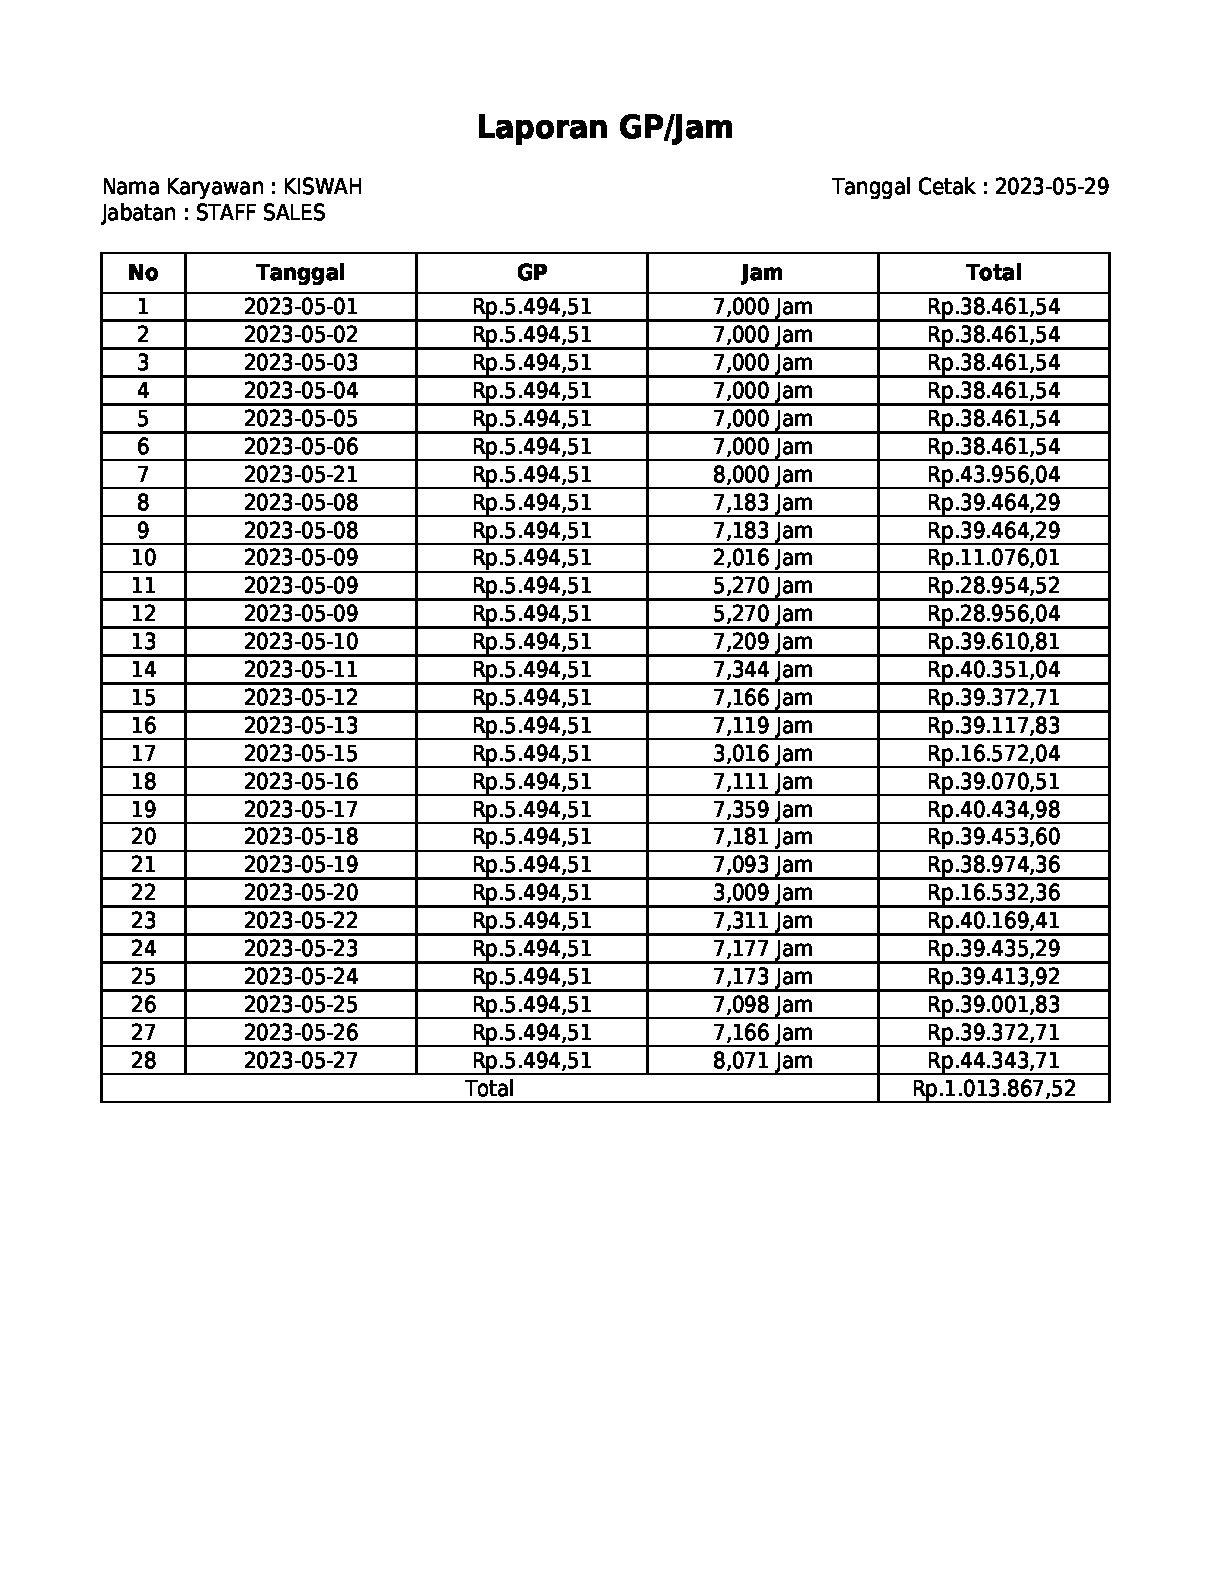 Laporan GP/Jam
Nama Karyawan : KISWAH Tanggal Cetak : 2023-05-29
Jabatan : STAFF SALES
No Tanggal GP Jam Total
1 2023-05-01 Rp.5.494,51 7,000 Jam Rp.38.461,54
2 2023-05-02 Rp.5.494,51 7,000 Jam Rp.38.461,54
3 2023-05-03 Rp.5.494,51 7,000 Jam Rp.38.461,54
4 2023-05-04 Rp.5.494,51 7,000 Jam Rp.38.461,54
5 2023-05-05 Rp.5.494,51 7,000 Jam Rp.38.461,54
6 2023-05-06 Rp.5.494,51 7,000 Jam Rp.38.461,54
7 2023-05-21 Rp.5.494,51 8,000 Jam Rp.43.956,04
8 2023-05-08 Rp.5.494,51 7,183 Jam Rp.39.464,29
9 2023-05-08 Rp.5.494,51 7,183 Jam Rp.39.464,29
10 2023-05-09 Rp.5.494,51 2,016 Jam Rp.11.076,01
11 2023-05-09 Rp.5.494,51 5,270 Jam Rp.28.954,52
12 2023-05-09 Rp.5.494,51 5,270 Jam Rp.28.956,04
13 2023-05-10 Rp.5.494,51 7,209 Jam Rp.39.610,81
14 2023-05-11 Rp.5.494,51 7,344 Jam Rp.40.351,04
15 2023-05-12 Rp.5.494,51 7,166 Jam Rp.39.372,71
16 2023-05-13 Rp.5.494,51 7,119 Jam Rp.39.117,83
17 2023-05-15 Rp.5.494,51 3,016 Jam Rp.16.572,04
18 2023-05-16 Rp.5.494,51 7,111 Jam Rp.39.070,51
19 2023-05-17 Rp.5.494,51 7,359 Jam Rp.40.434,98
20 2023-05-18 Rp.5.494,51 7,181 Jam Rp.39.453,60
21 2023-05-19 Rp.5.494,51 7,093 Jam Rp.38.974,36
22 2023-05-20 Rp.5.494,51 3,009 Jam Rp.16.532,36
23 2023-05-22 Rp.5.494,51 7,311 Jam Rp.40.169,41
24 2023-05-23 Rp.5.494,51 7,177 Jam Rp.39.435,29
25 2023-05-24 Rp.5.494,51 7,173 Jam Rp.39.413,92
26 2023-05-25 Rp.5.494,51 7,098 Jam Rp.39.001,83
27 2023-05-26 Rp.5.494,51 7,166 Jam Rp.39.372,71
28 2023-05-27 Rp.5.494,51 8,071 Jam Rp.44.343,71
Total Rp.1.013.867,52